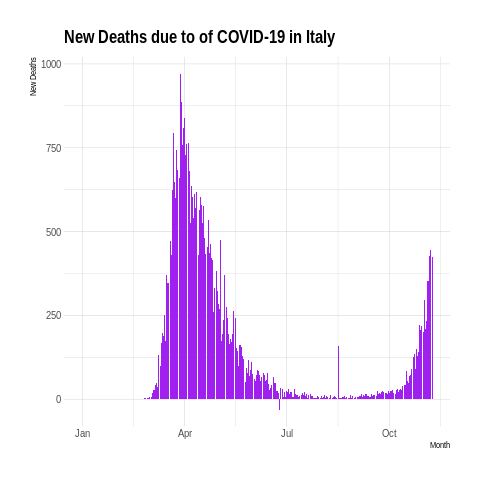 New Deaths due to of COVID-19 in Italy
New Deaths
1000
750
500
250
0
Jan Apr Jul Oct
Month